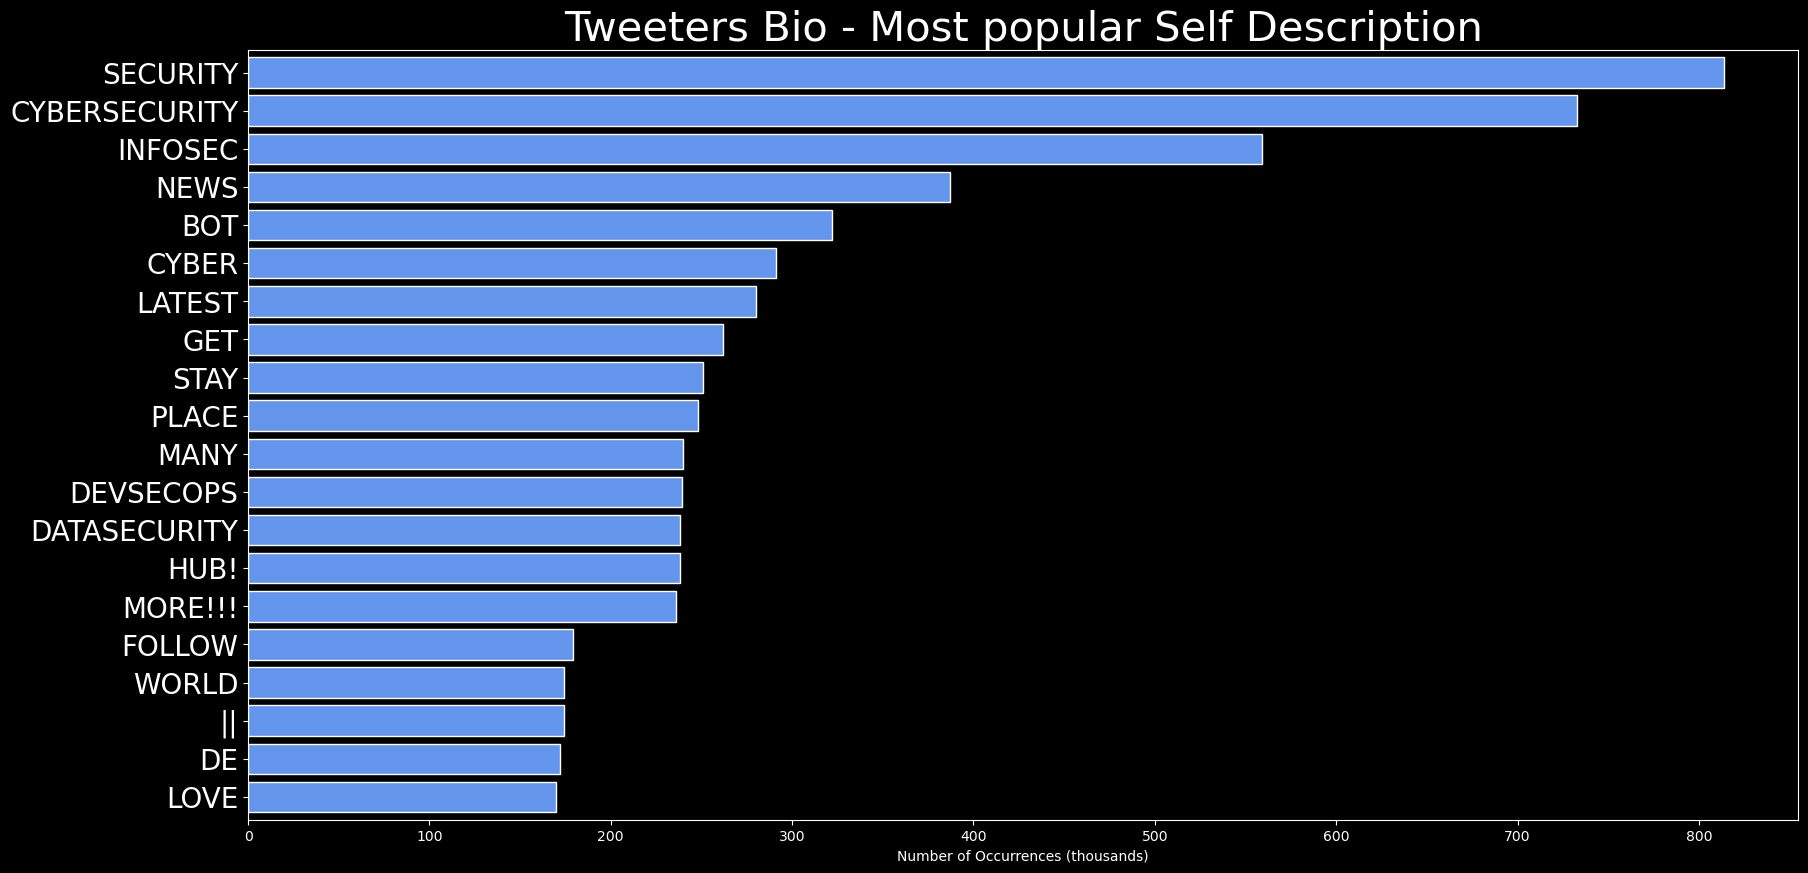 Tweeters Bio - Most popular Self Description
SECURITY
CYBERSECURITY
INFOSEC
NEWS
BOT
CYBER
LATEST
GET
STAY
PLACE
MANY
DEVSECOPS
DATASECURITY
HUB!
MORE!!!
FOLLOW
WORLD
||
DE
LOVE
0 100 200 300 400 500 600 700 800
Number of Occurrences (thousands)